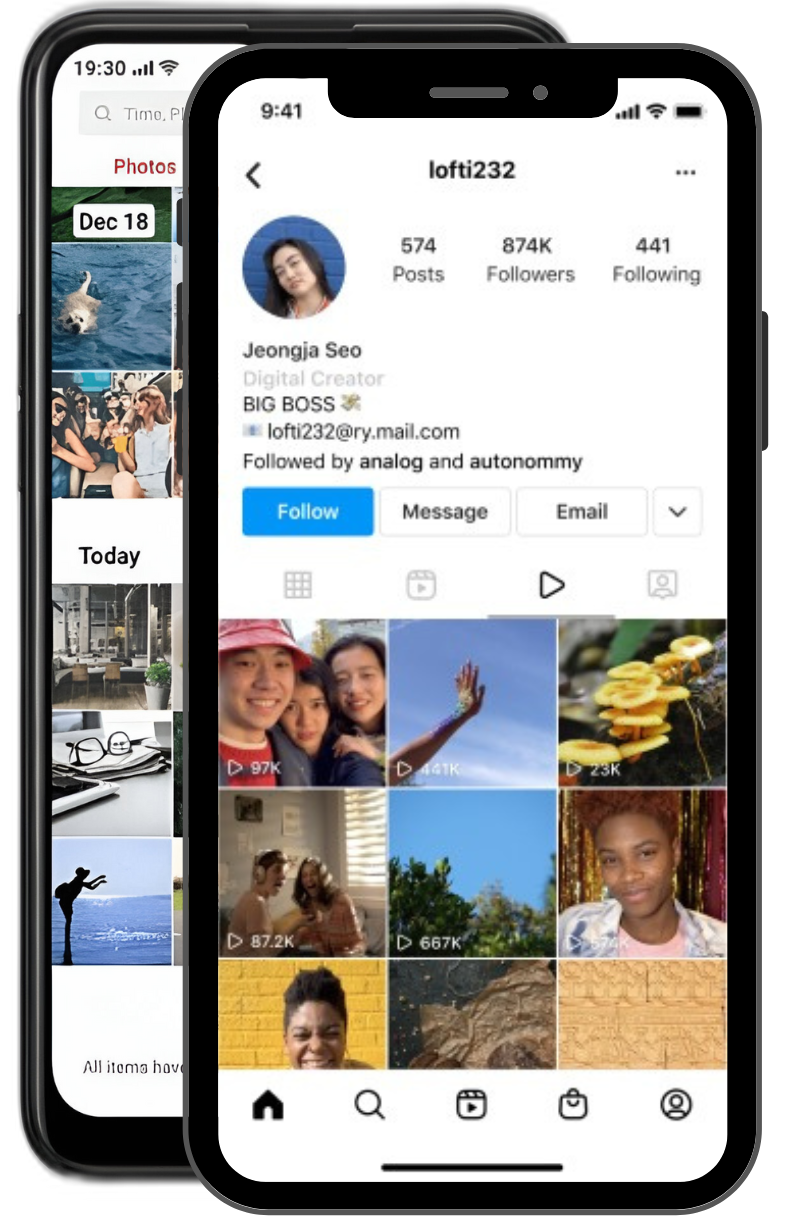 19:30
Time, Pl
Photos
Dec 18
Today
All items have
9:41
lofti232
574 874K 441
Posts Followers Following
Jeongja Seo
Digital Creator
BIG BOSS
lofti232@ry.mail.com
Followed by analog and autonommy
Follow Message Email
97K 441K 23K
87.2K 667K 574K